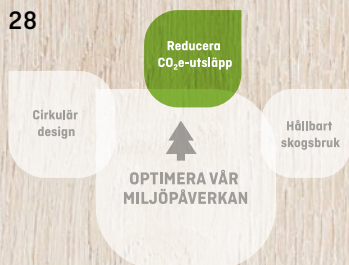 28
Reducera
CO₂e-utsläpp
Cirkulär
design
Hållbart
skogsbruk
OPTIMERA VÅR
MILJÖPÅVERKAN